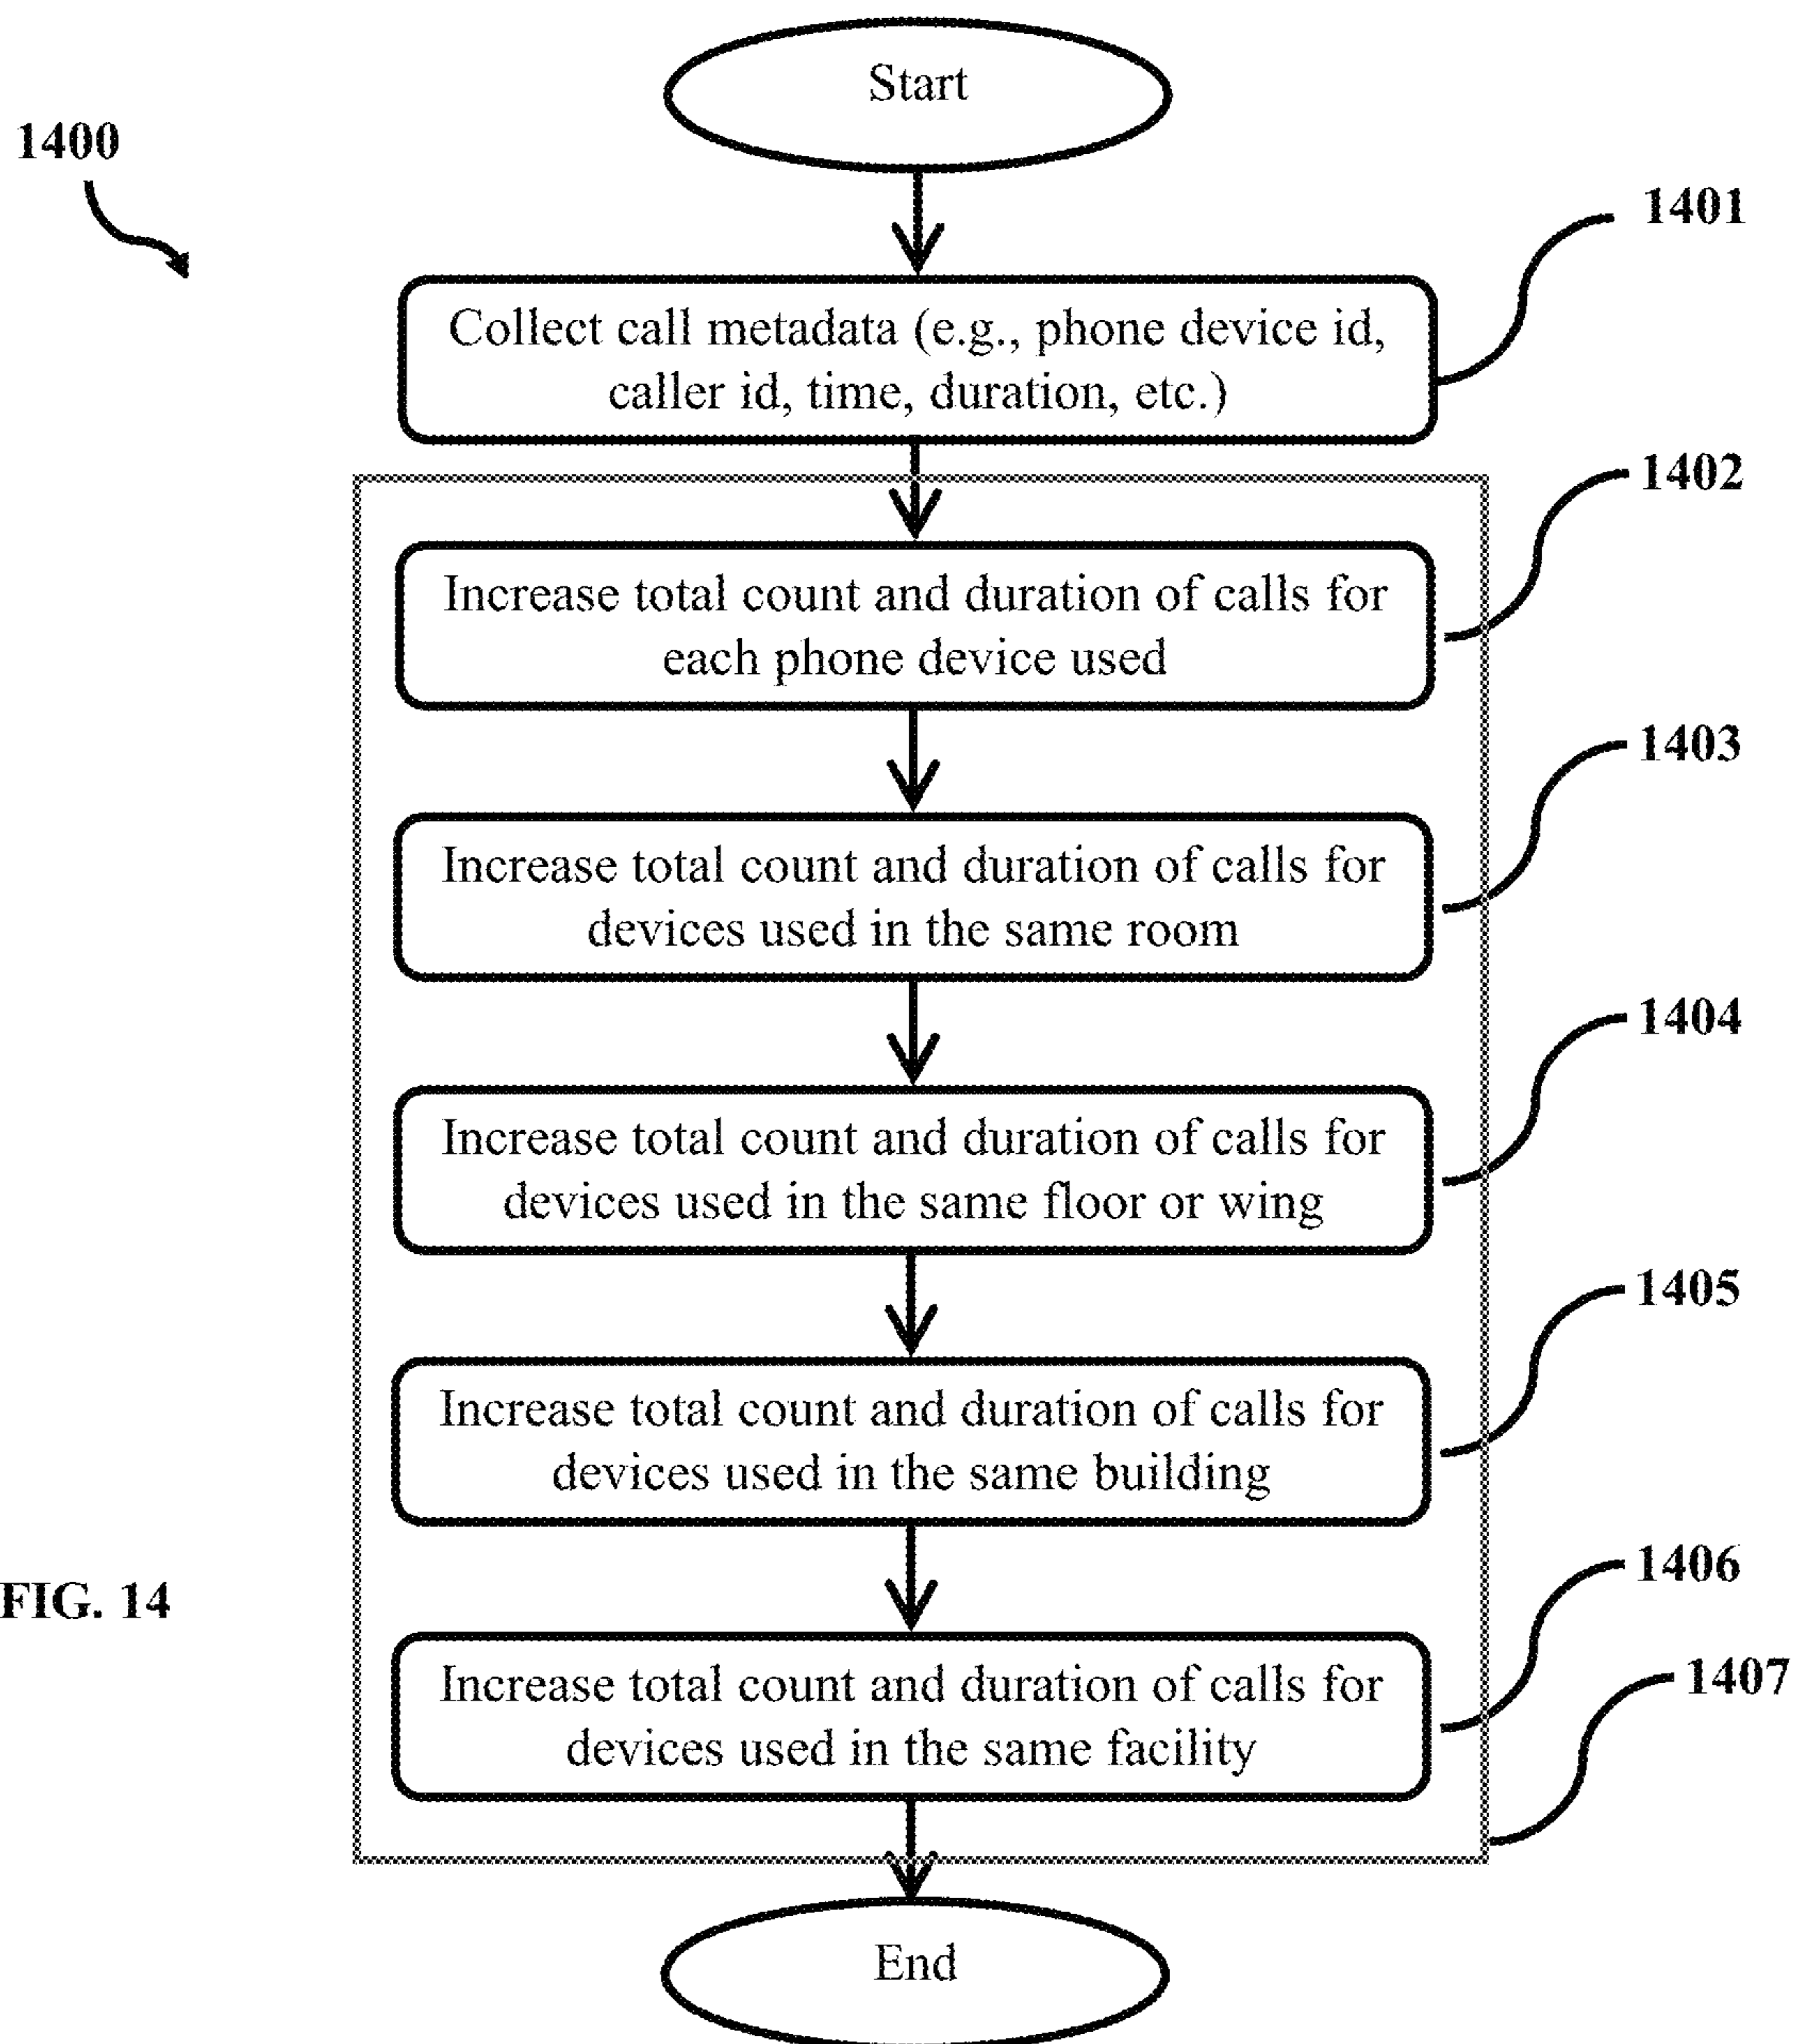 Start
1400
1401
Collect call metadata (e.g., phone device id,
caller id, time, duration, etc.)
1402
Increase total count and duration of calls for
each phone device used
1403
Increase total count and duration of calls for
devices used in the same room
1404
Increase total count and duration of calls for
devices used in the same floor or wing
1405
Increase total count and duration of calls for
devices used in the same building
1406
FIG. 14
Increase total count and duration of calls for
devices used in the same facility
1407
End